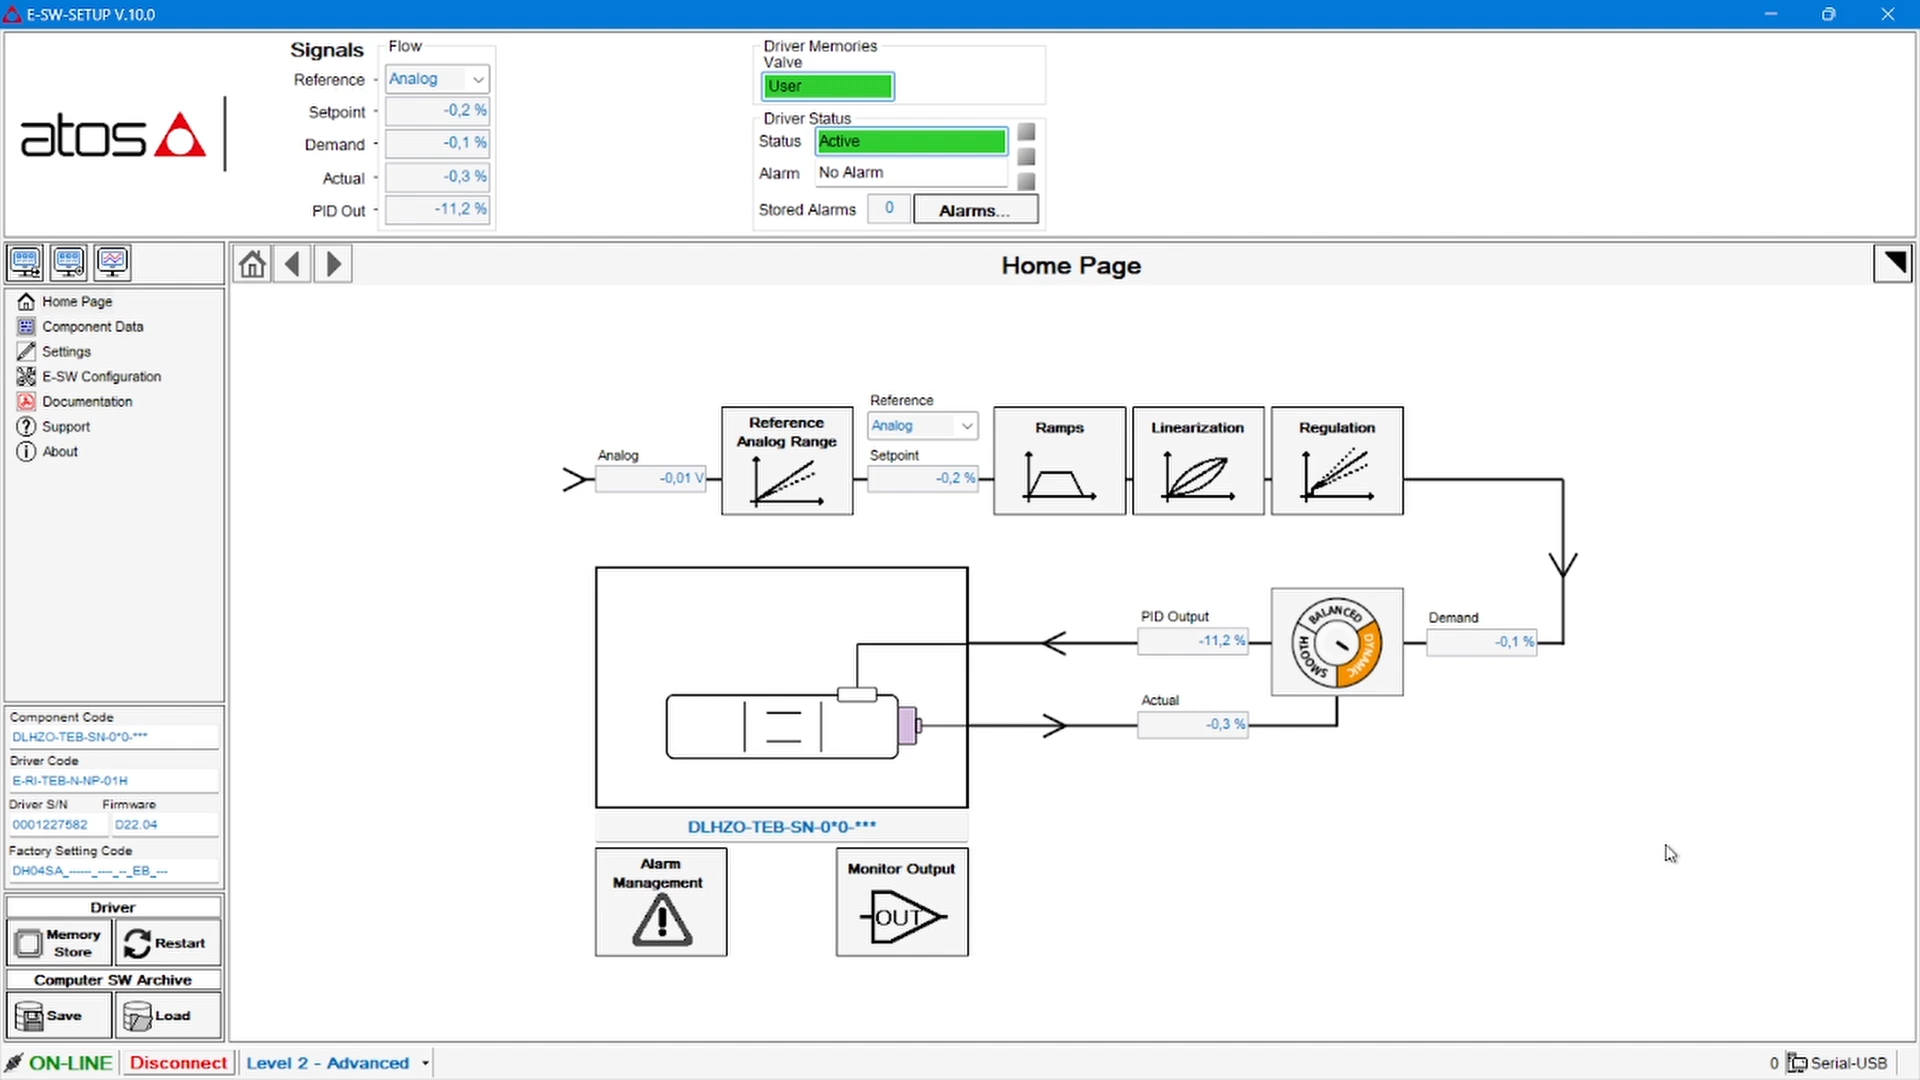 E-SW-SETUP V.10.0
Signals
Flow
Reference
Analog
Setpoint
-0,2 %
Demand
-0,1 %
Actual
-0,3 %
PID Out
-11,2 %
Driver Memories
Valve
User
Driver Status
Status
Active
Alarm
No Alarm
Stored Alarms
0
Alarms...
atos
Home Page
Home Page
Component Data
Settings
E-SW Configuration
Documentation
Support
About
Analog
-0,01 V
Reference
Analog Range
Reference
Analog
Setpoint
-0,2 %
Ramps
Linearization
Regulation
PID Output
-11,2 %
SMOOTH
BALANCED
DYNAMIC
Demand
-0,1 %
Actual
-0,3 %
DLHZO-TEB-SN-0*0-***
Alarm
Management
Monitor Output
OUT
Component Code
DLHZO-TEB-SN-0*0-***
Driver Code
E-RI-TEB-N-NP-01H
Driver S/N Firmware
0001227582 D22.04
Factory Setting Code
DH04SA_------_----_--_EB_---
Driver
Memory
Store
Restart
Computer SW Archive
Save
Load
ON-LINE
Disconnect
Level 2 - Advanced
0
Serial-USB